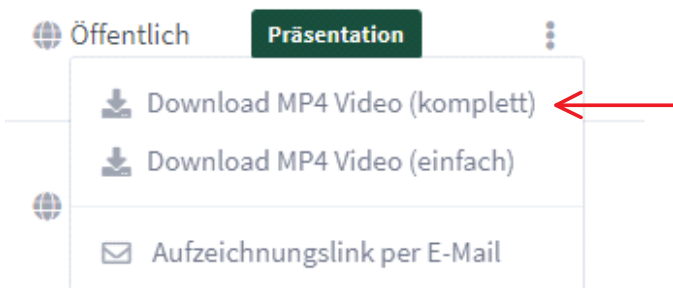 Öffentlich Präsentation
Download MP4 Video (komplett)
Download MP4 Video (einfach)
Aufzeichnungslink per E-Mail